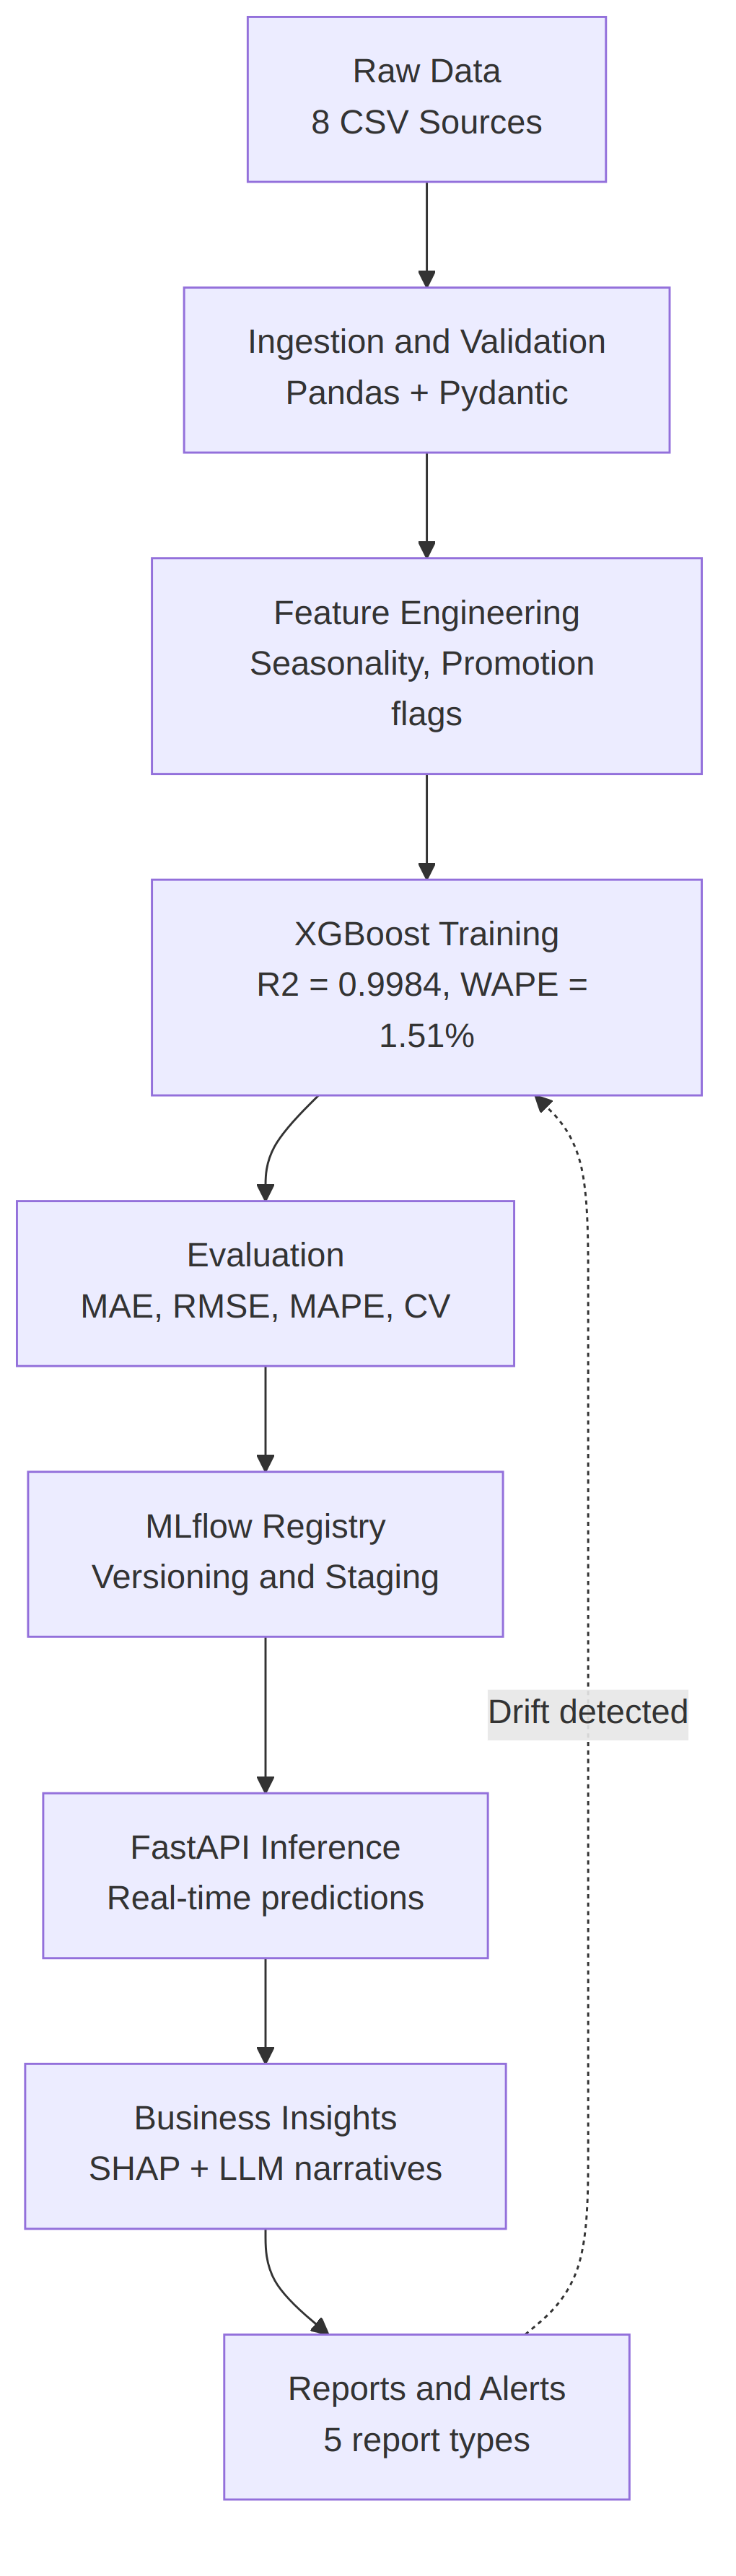 Raw Data
8 CSV Sources
Ingestion and Validation
Pandas + Pydantic
Feature Engineering
Seasonality, Promotion
flags
XGBoost Training
R2 = 0.9984, WAPE =
1.51%
Evaluation
MAE, RMSE, MAPE, CV
MLflow Registry
Versioning and Staging
Drift detected
FastAPI Inference
Real-time predictions
Business Insights
SHAP + LLM narratives
Reports and Alerts
5 report types